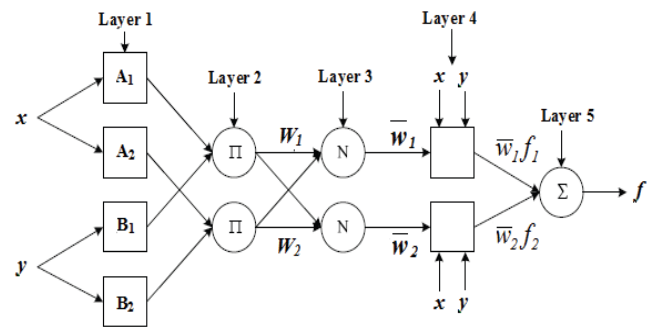 Layer 1
Layer 2
Layer 3
Layer 4
Layer 5
x
y
A1
A2
B1
B2
Π
Π
W1
W2
N
N
w̅1
w̅2
x y
x y
w̅1f1
w̅2f2
Σ
f